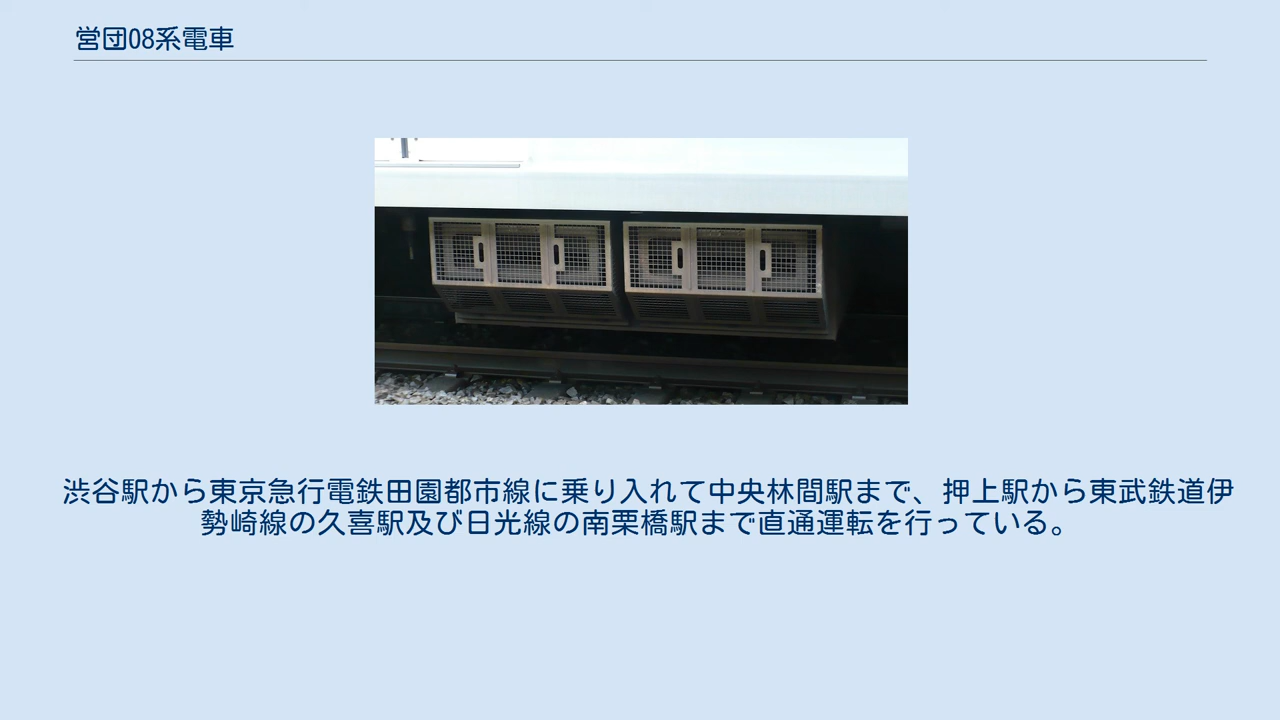 営団08系電車
渋谷駅から東京急行電鉄田園都市線に乗り入れて中央林間駅まで、押上駅から東武鉄道伊
勢崎線の久喜駅及び日光線の南栗橋駅まで直通運転を行っている。